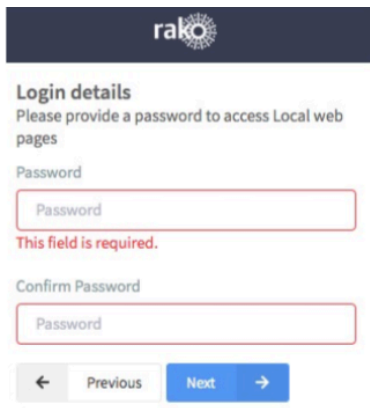 rako
Login details
Please provide a password to access Local web
pages
Password
Password
This field is required.
Confirm Password
Password
Previous
Next